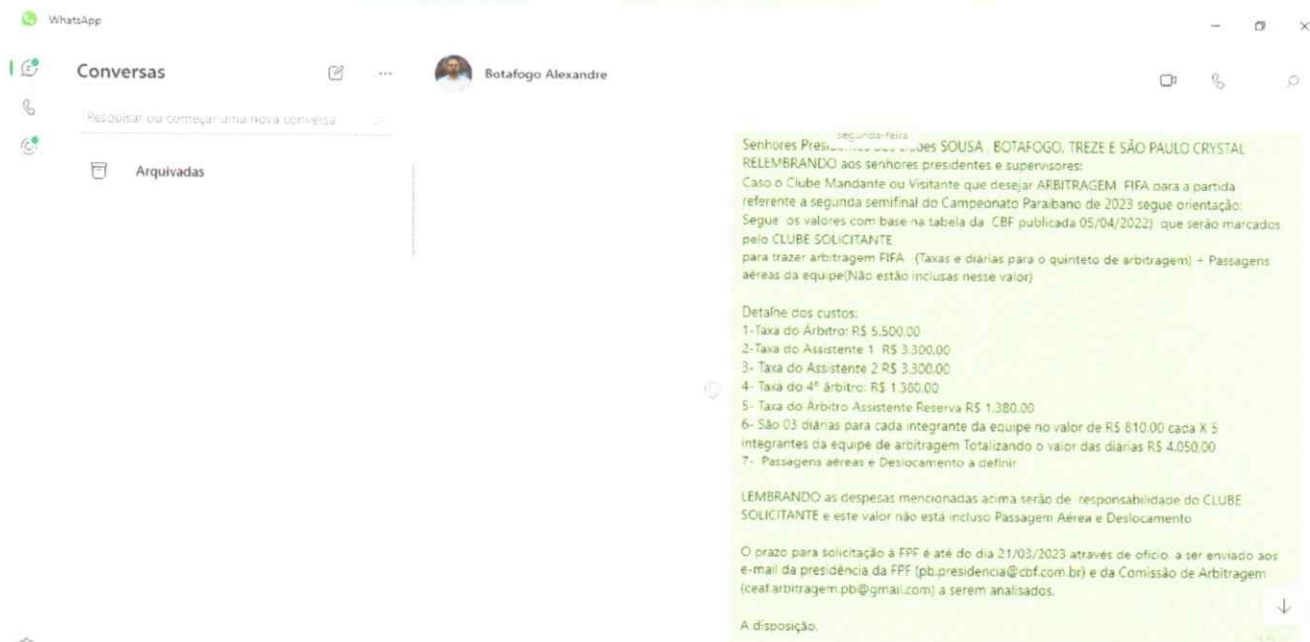 WhatsApp
Conversas
Pesquisar ou começar uma nova conversa
Arquivadas
Botafogo Alexandre
segunda-feira
Senhores SOUSA , BOTAFOGO, TREZE E SÃO PAULO CRYSTAL
RELEMBRANDO aos senhores presidentes e supervisores:
Caso o Clube Mandante ou Visitante que desejar ARBITRAGEM FIFA para a partida
referente a segunda semifinal do Campeonato Paraibano de 2023 segue orientação:
Segue os valores com base na tabela da CBF publicada 05/04/2022) que serão marcados
pelo CLUBE SOLICITANTE
para trazer arbitragem FIFA (Taxas e diárias para o quinteto de arbitragem) + Passagens
aéreas da equipe(Não estão inclusas nesse valor)
Detalhe dos custos:
1-Taxa do Árbitro: R$ 5.500,00
2-Taxa do Assistente 1 R$ 3.300,00
3- Taxa do Assistente 2 R$ 3.300,00
4- Taxa do 4º árbitro: R$ 1.380,00
5- Taxa do Árbitro Assistente Reserva R$ 1.380,00
6- São 03 diárias para cada integrante da equipe no valor de R$ 810,00 cada X 5
integrantes da equipe de arbitragem Totalizando o valor das diárias R$ 4.050,00
7- Passagens aéreas e Deslocamento a definir
LEMBRANDO as despesas mencionadas acima serão de responsabilidade do CLUBE
SOLICITANTE e este valor não está incluso Passagem Aérea e Deslocamento
O prazo para solicitação à FPF é até do dia 21/03/2023 através de ofício, a ser enviado aos
e-mail da presidência da FPF (pb.presidencia@cbf.com.br) e da Comissão de Arbitragem
(ceaf.arbitragem.pb@gmail.com) a serem analisados.
A disposição.